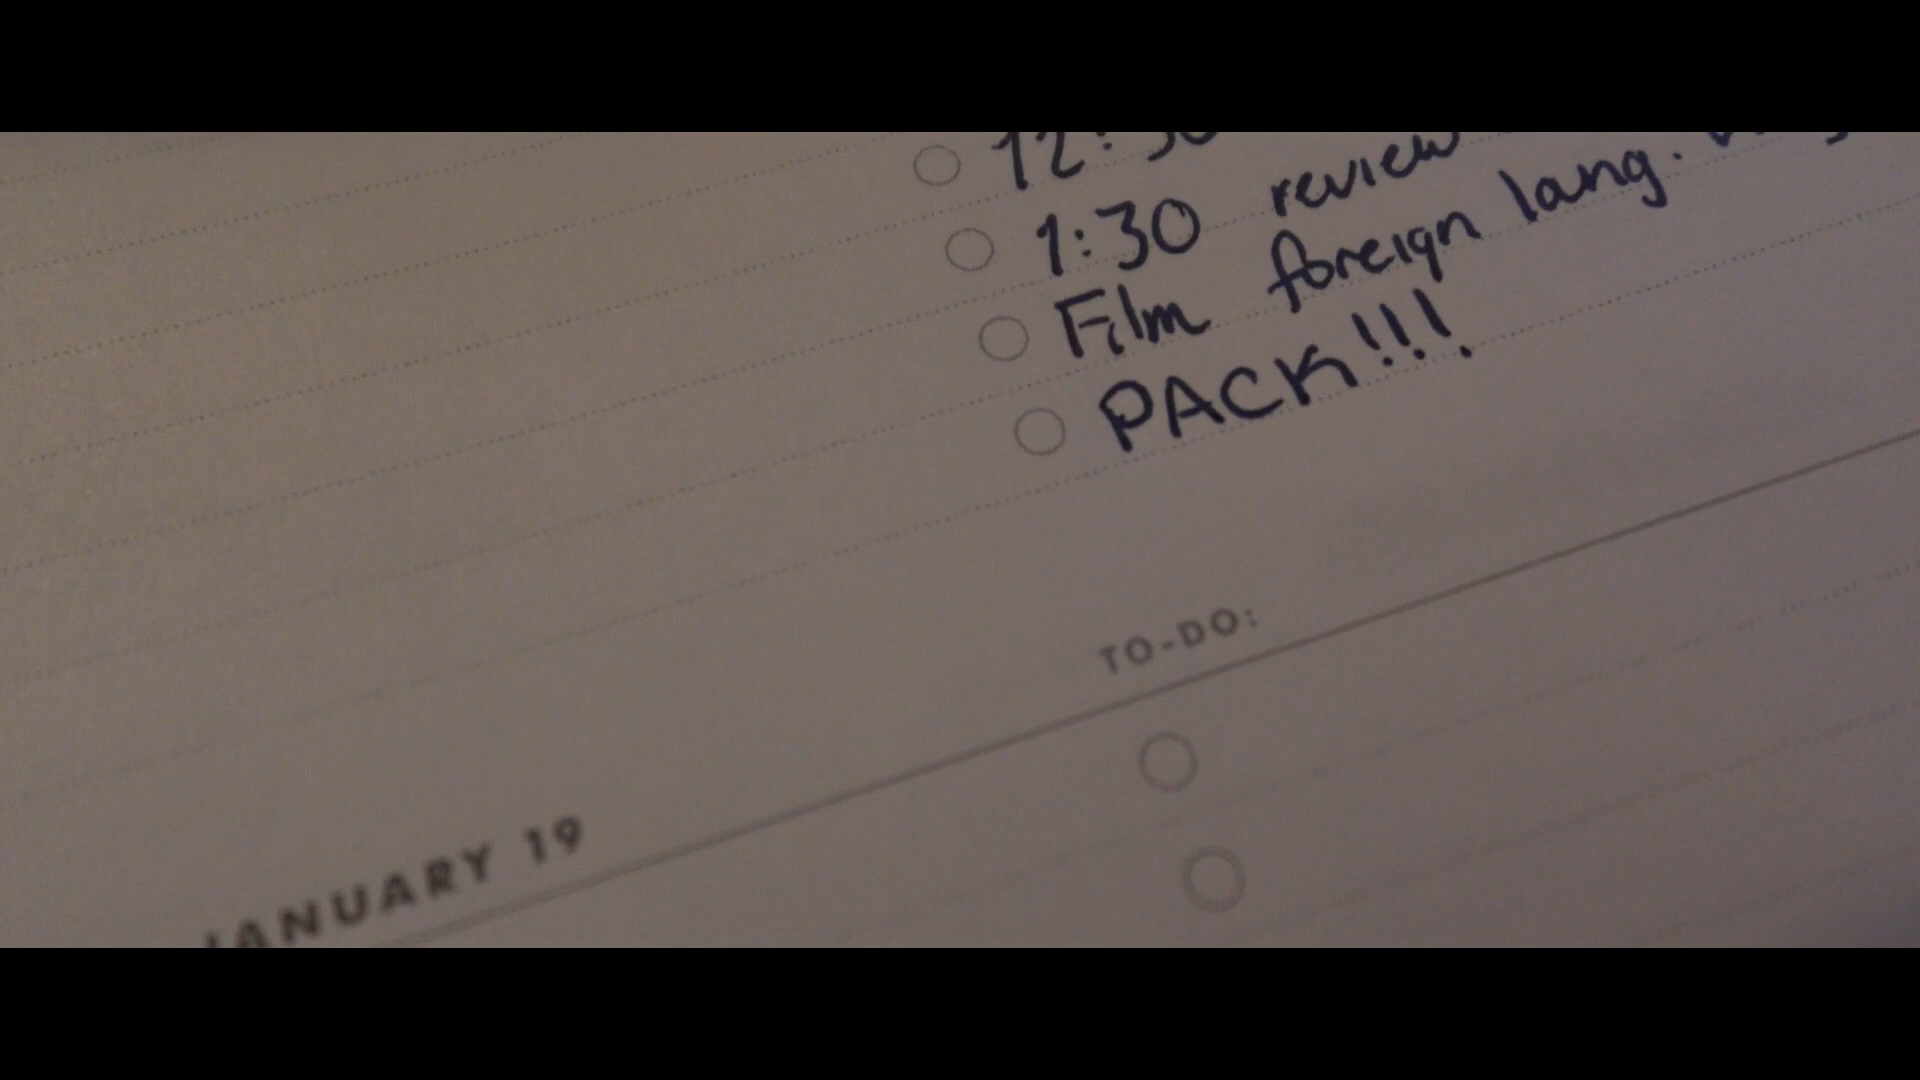 1:30 review
Film foreign lang.
PACK!!!
TO-DO:
JANUARY 19